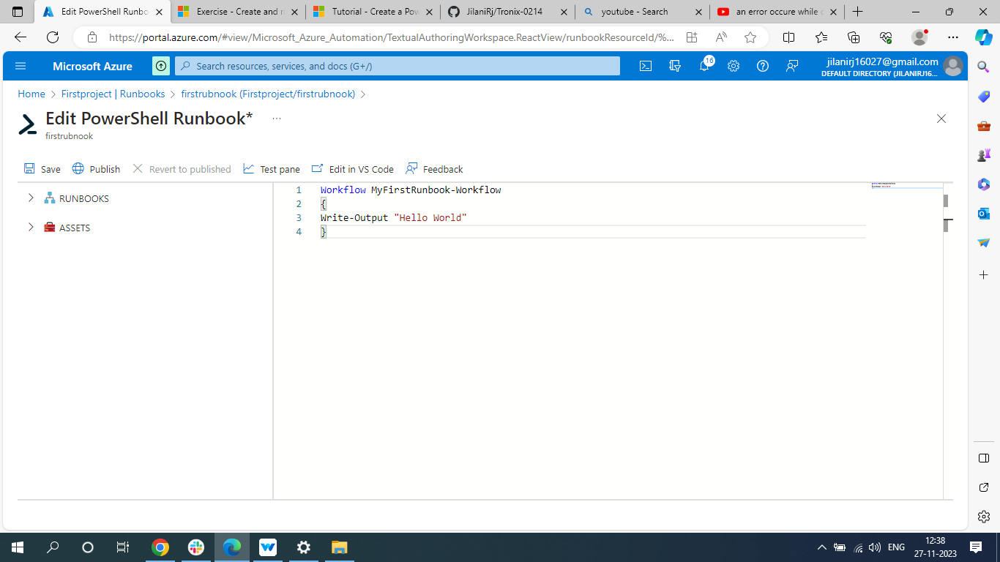 Edit PowerShell Runbo
Exercise - Create and r
Tutorial - Create a Pow
JilaniRj/Tronix-0214
youtube - Search
an error occure while c
https://portal.azure.com/#view/Microsoft_Azure_Automation/TextualAuthoringWorkspace.ReactView/runbookResourceId/%...
Microsoft Azure
Search resources, services, and docs (G+/)
16
jilanirj16027@gmail.com
DEFAULT DIRECTORY (JILANIRJ16...
Home > Firstproject | Runbooks > firstrubnook (Firstproject/firstrubnook) >
Edit PowerShell Runbook* ...
firstrubnook
Save Publish Revert to published Test pane Edit in VS Code Feedback
RUNBOOKS
ASSETS
1 Workflow MyFirstRunbook-Workflow
2 {
3 Write-Output "Hello World"
4 }
ENG
12:38
27-11-2023